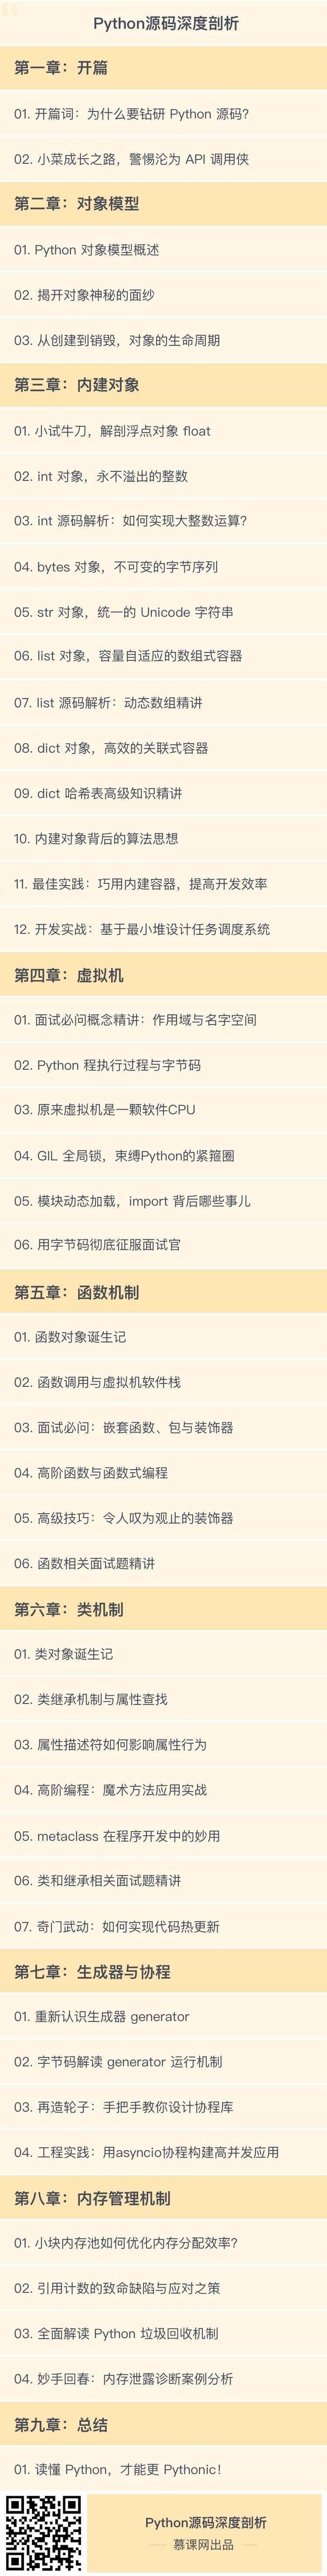 Python源码深度剖析
第一章：开篇
01. 开篇词：为什么要钻研 Python 源码？
02. 小菜成长之路，警惕沦为 API 调用侠
第二章：对象模型
01. Python 对象模型概述
02. 揭开对象神秘的面纱
03. 从创建到销毁，对象的生命周期
第三章：内建对象
01. 小试牛刀，解剖浮点对象 float
02. int 对象，永不溢出的整数
03. int 源码解析：如何实现大整数运算？
04. bytes 对象，不可变的字节序列
05. str 对象，统一的 Unicode 字符串
06. list 对象，容量自适应的数组式容器
07. list 源码解析：动态数组精讲
08. dict 对象，高效的关联式容器
09. dict 哈希表高级知识精讲
10. 内建对象背后的算法思想
11. 最佳实践：巧用内建容器，提高开发效率
12. 开发实战：基于最小堆设计任务调度系统
第四章：虚拟机
01. 面试必问概念精讲：作用域与名字空间
02. Python 程执行过程与字节码
03. 原来虚拟机是一颗软件CPU
04. GIL 全局锁，束缚Python的紧箍圈
05. 模块动态加载，import 背后哪些事儿
06. 用字节码彻底征服面试官
第五章：函数机制
01. 函数对象诞生记
02. 函数调用与虚拟机软件栈
03. 面试必问：嵌套函数、包与装饰器
04. 高阶函数与函数式编程
05. 高级技巧：令人叹为观止的装饰器
06. 函数相关面试题精讲
第六章：类机制
01. 类对象诞生记
02. 类继承机制与属性查找
03. 属性描述符如何影响属性行为
04. 高阶编程：魔术方法应用实战
05. metaclass 在程序开发中的妙用
06. 类和继承相关面试题精讲
07. 奇门武动：如何实现代码热更新
第七章：生成器与协程
01. 重新认识生成器 generator
02. 字节码解读 generator 运行机制
03. 再造轮子：手把手教你设计协程库
04. 工程实践：用asyncio协程构建高并发应用
第八章：内存管理机制
01. 小块内存池如何优化内存分配效率？
02. 引用计数的致命缺陷与应对之策
03. 全面解读 Python 垃圾回收机制
04. 妙手回春：内存泄露诊断案例分析
第九章：总结
01. 读懂 Python，才能更 Pythonic！
Python源码深度剖析
慕课网出品